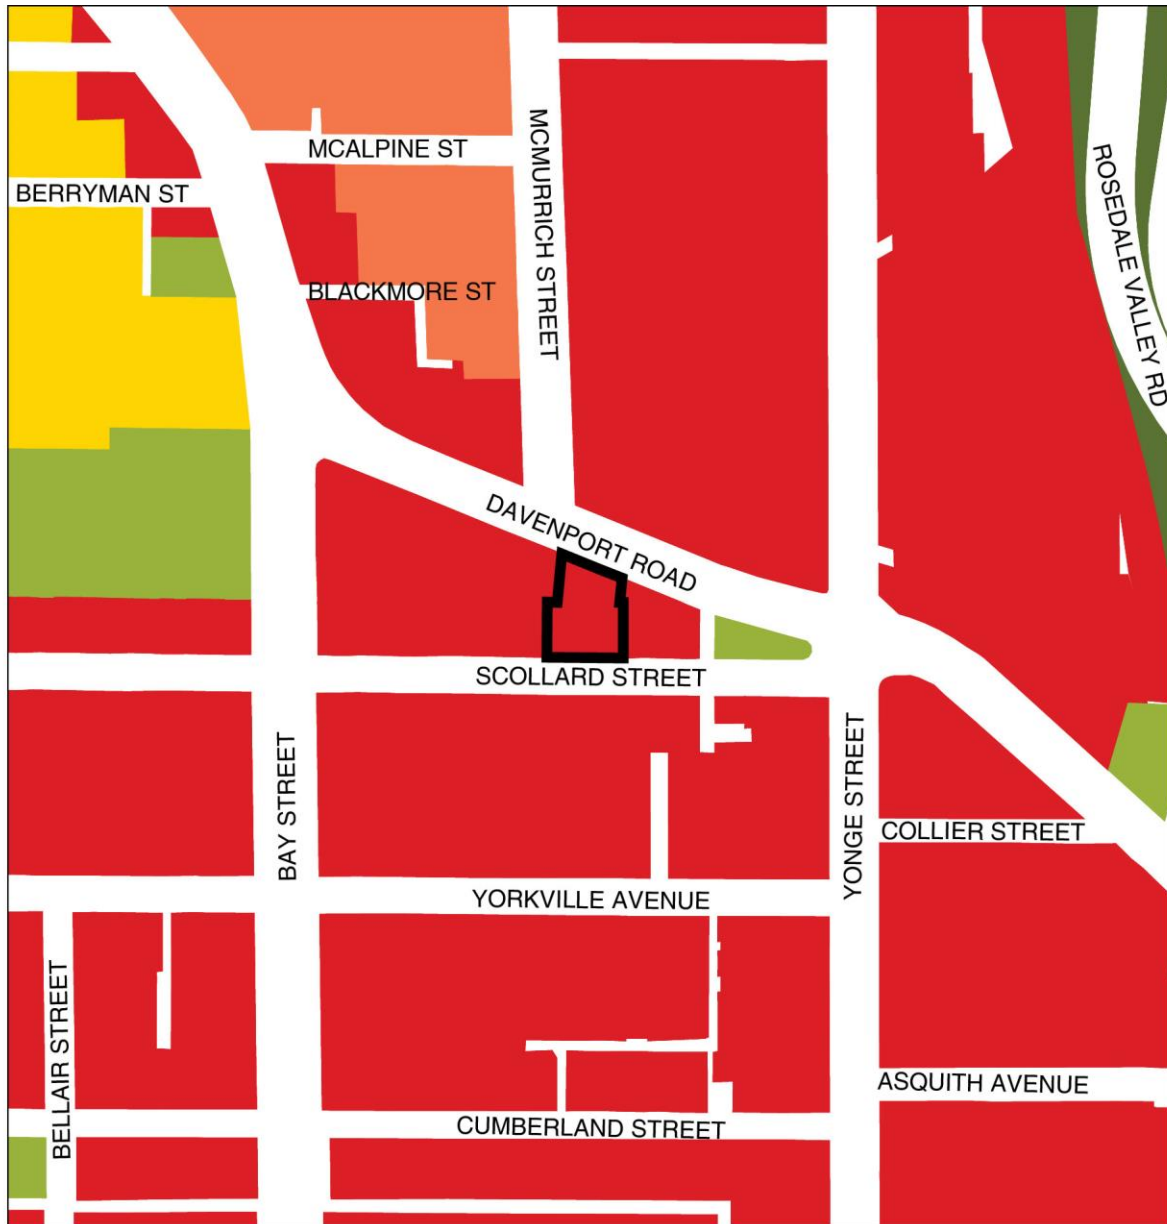 MCALPINE ST
BERRYMAN ST
MCMURRICH STREET
ROSEDALE VALLEY RD
BLACKMORE ST
DAVENPORT ROAD
SCOLLARD STREET
BAY STREET
YONGE STREET
COLLIER STREET
YORKVILLE AVENUE
BELLAIR STREET
ASQUITH AVENUE
CUMBERLAND STREET